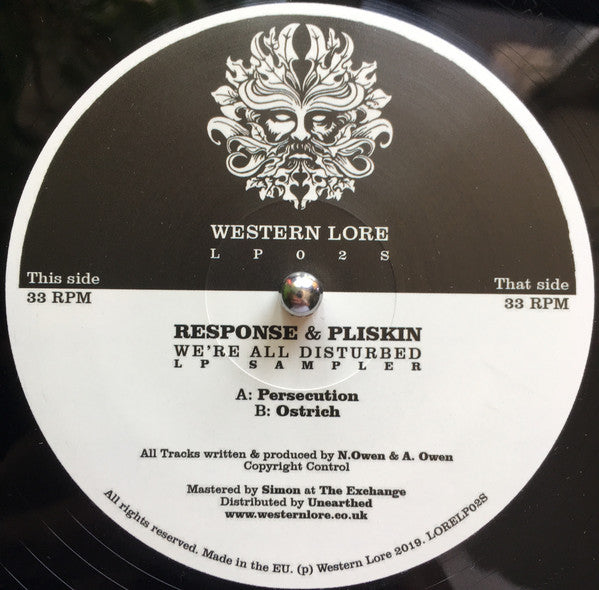 WESTERN LORE
LP02S
This side
33 RPM
That side
33 RPM
RESPONSE & PLISKIN
WE'RE ALL DISTURBED
LP SAMPLER
A: Persecution
B: Ostrich
All Tracks written & produced by N.Owen & A. Owen
Copyright Control
Mastered by Simon at The Exchange
Distributed by Unearthed
www.westernlore.co.uk
All rights reserved. Made in the EU. (p) Western Lore 2019. LORELP02S